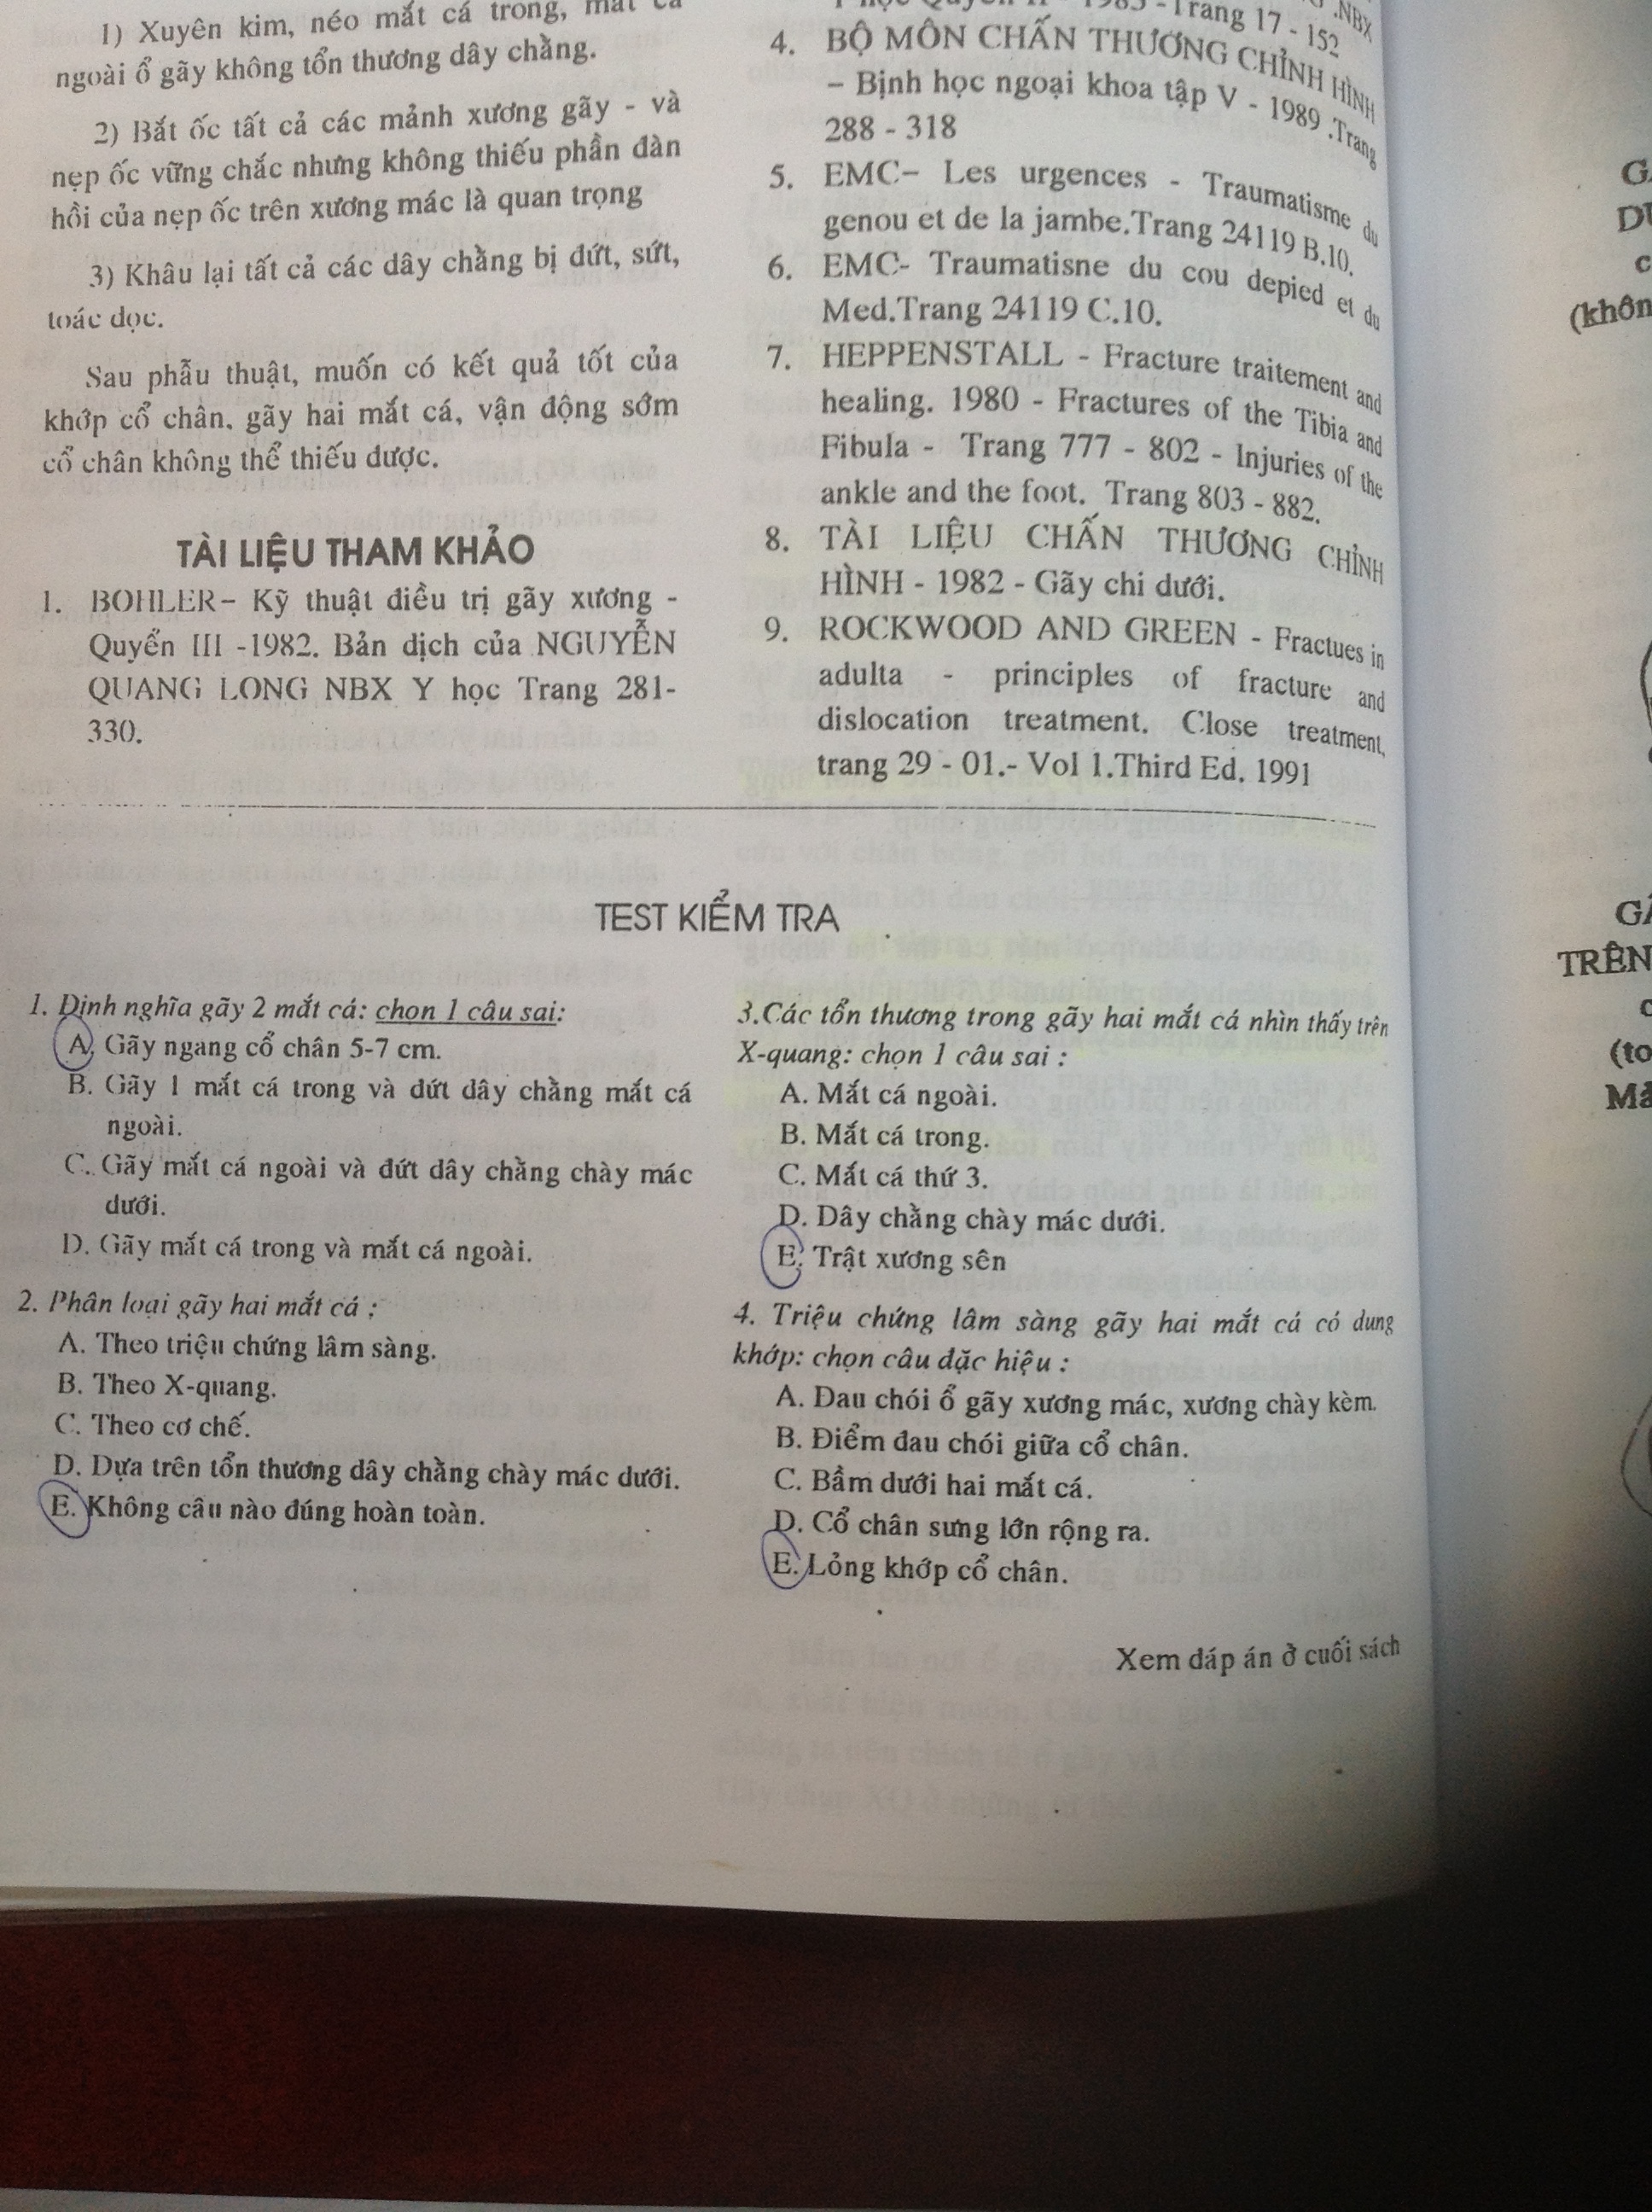 1) Xuyên kim, néo mắt cá trong, mắt cá
ngoài ổ gãy không tổn thương dây chằng.
2) Bắt ốc tất cả các mảnh xương gãy - và
nẹp ốc vững chắc nhưng không thiếu phần đàn
hồi của nẹp ốc trên xương mác là quan trọng
3) Khâu lại tất cả các dây chằng bị đứt, sứt,
toác dọc.
Sau phẫu thuật, muốn có kết quả tốt của
khớp cổ chân, gãy hai mắt cá, vận động sớm
cổ chân không thể thiếu được.
TÀI LIỆU THAM KHẢO
1. BOHLER– Kỹ thuật điều trị gãy xương -
Quyển III -1982. Bản dịch của NGUYỄN
QUANG LONG NBX Y học Trang 281-
330.
.NBX
- Trang 17 - 152
4. BỘ MÔN CHẤN THƯƠNG CHỈNH HÌNH
– Bịnh học ngoại khoa tập V - 1989 .Trang
288 - 318
5. EMC– Les urgences - Traumatisme du
genou et de la jambe.Trang 24119 B.10.
6. EMC- Traumatisne du cou depied et du
Med.Trang 24119 C.10.
7. HEPPENSTALL - Fracture traitement and
healing. 1980 - Fractures of the Tibia and
Fibula - Trang 777 - 802 - Injuries of the
ankle and the foot. Trang 803 - 882.
8. TÀI LIỆU CHẤN THƯƠNG CHỈNH
HÌNH - 1982 - Gãy chi dưới.
9. ROCKWOOD AND GREEN - Fractues in
adulta - principles of fracture and
dislocation treatment. Close treatment,
trang 29 - 01.- Vol 1.Third Ed. 1991
TEST KIỂM TRA
1. Định nghĩa gãy 2 mắt cá: chọn 1 câu sai:
A. Gãy ngang cổ chân 5-7 cm.
B. Gãy 1 mắt cá trong và đứt dây chằng mắt cá
ngoài.
C. Gãy mắt cá ngoài và đứt dây chằng chày mác
dưới.
D. Gãy mắt cá trong và mắt cá ngoài.
2. Phân loại gãy hai mắt cá ;
A. Theo triệu chứng lâm sàng.
B. Theo X-quang.
C. Theo cơ chế.
D. Dựa trên tổn thương dây chằng chày mác dưới.
E. Không câu nào đúng hoàn toàn.
3.Các tổn thương trong gãy hai mắt cá nhìn thấy trên
X-quang: chọn 1 câu sai :
A. Mắt cá ngoài.
B. Mắt cá trong.
C. Mắt cá thứ 3.
D. Dây chằng chày mác dưới.
E. Trật xương sên
4. Triệu chứng lâm sàng gãy hai mắt cá có dung
khớp: chọn câu đặc hiệu :
A. Đau chói ổ gãy xương mác, xương chày kèm.
B. Điểm đau chói giữa cổ chân.
C. Bầm dưới hai mắt cá.
D. Cổ chân sưng lớn rộng ra.
E. Lỏng khớp cổ chân.
Xem đáp án ở cuối sách
(khôn
TRÊN
(to